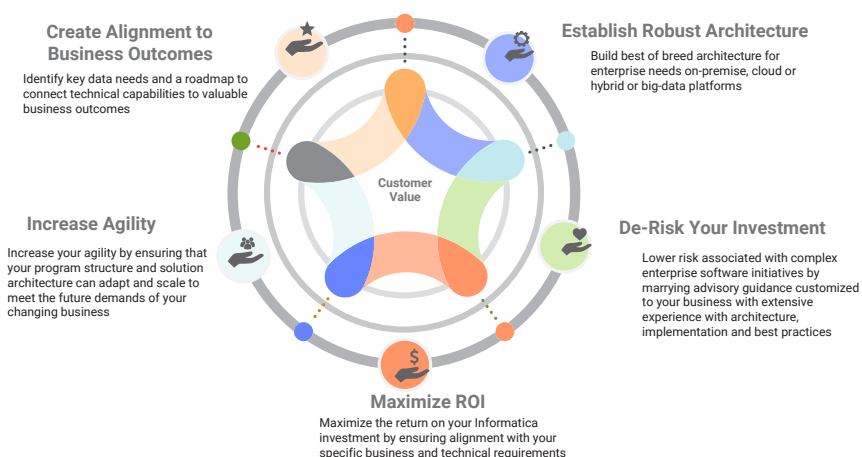 Create Alignment to
Business Outcomes
Identify key data needs and a roadmap to
connect technical capabilities to valuable
business outcomes
Establish Robust Architecture
Build best of breed architecture for
enterprise needs on-premise, cloud or
hybrid or big-data platforms
Customer
Value
Increase Agility
Increase your agility by ensuring that
your program structure and solution
architecture can adapt and scale to
meet the future demands of your
changing business
De-Risk Your Investment
Lower risk associated with complex
enterprise software initiatives by
marrying advisory guidance customized
to your business with extensive
experience with architecture,
implementation and best practices
$
Maximize ROI
Maximize the return on your Informatica
investment by ensuring alignment with your
specific business and technical requirements